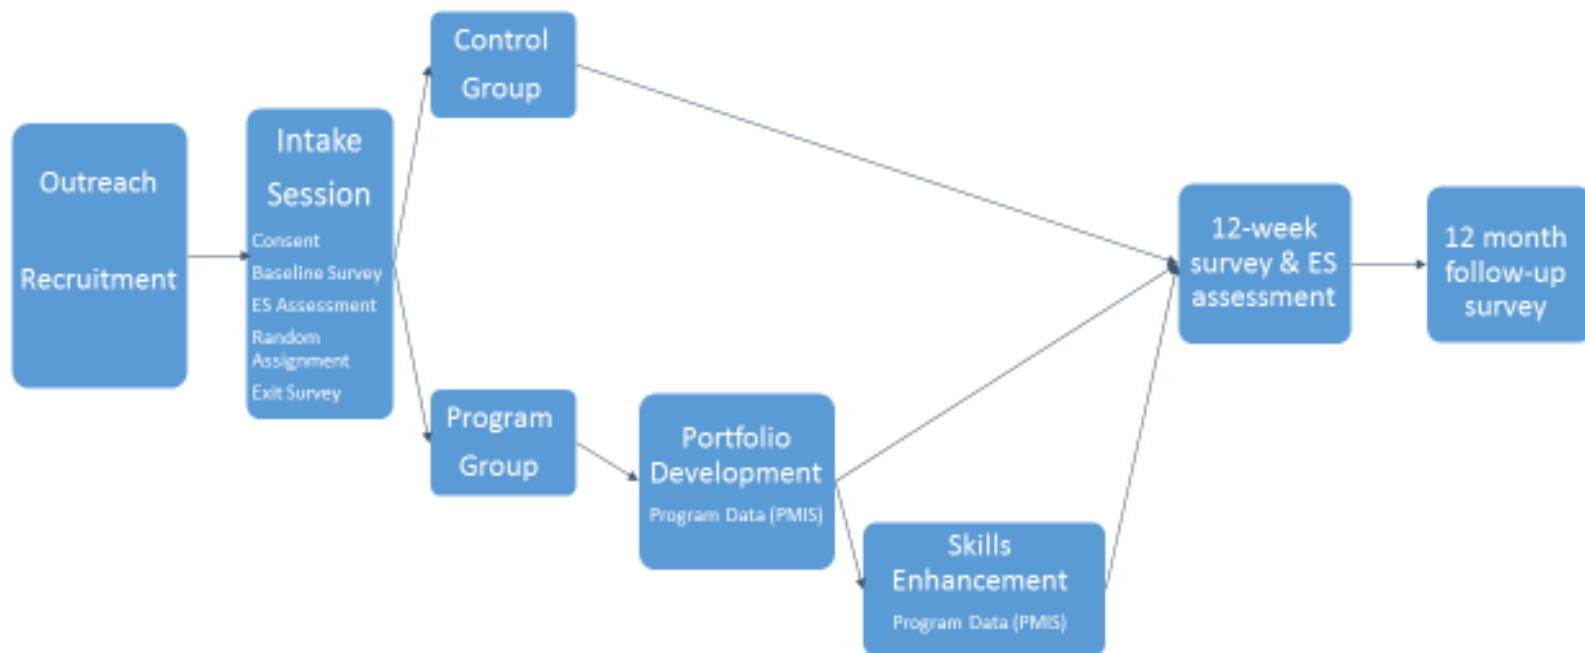 Outreach
Recruitment
Intake
Session
Consent
Baseline Survey
ES Assessment
Random
Assignment
Exit Survey
Control
Group
Program
Group
Portfolio
Development
Program Data (PMIS)
Skills
Enhancement
Program Data (PMIS)
12-week
survey & ES
assessment
12 month
follow-up
survey